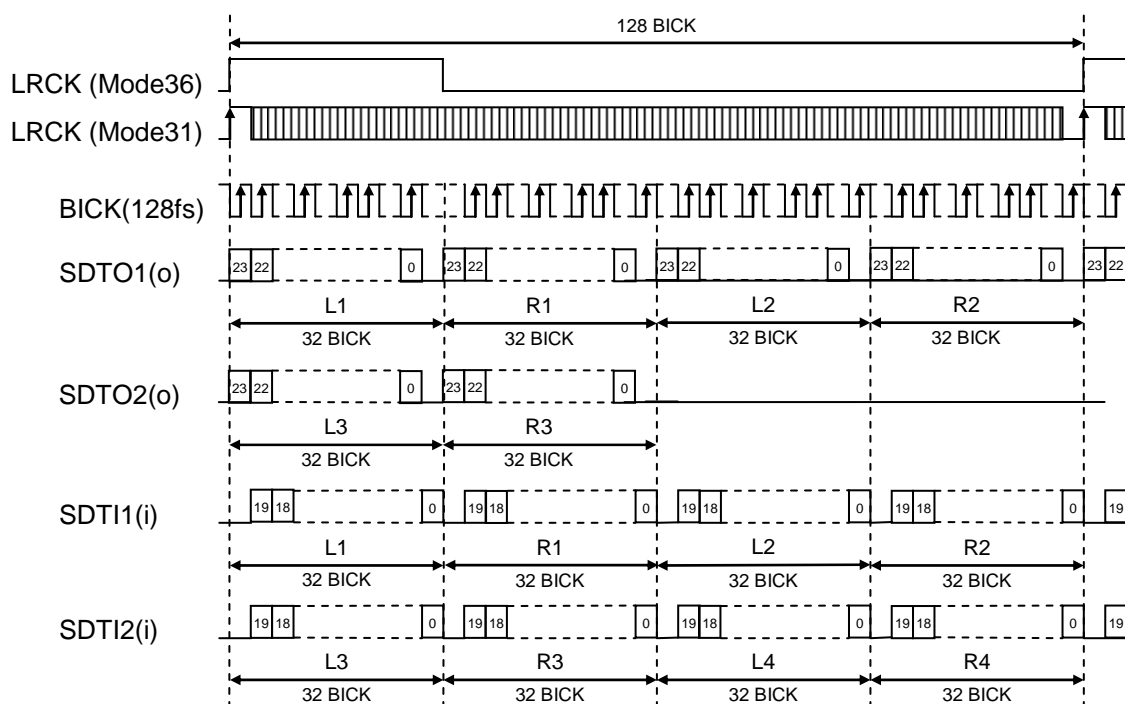 128 BICK
LRCK (Mode36)
LRCK (Mode31)
BICK(128fs)
SDTO1(o) 23 22 0 23 22 0 23 22 0 23 22 0 23 22
L1 R1 L2 R2
32 BICK 32 BICK 32 BICK 32 BICK
SDTO2(o) 23 22 0 23 22 0
L3 R3
32 BICK 32 BICK
SDTI1(i) 19 18 0 19 18 0 19 18 0 19 18 0 19
L1 R1 L2 R2
32 BICK 32 BICK 32 BICK 32 BICK
SDTI2(i) 19 18 0 19 18 0 19 18 0 19 18 0 19
L3 R3 L4 R4
32 BICK 32 BICK 32 BICK 32 BICK